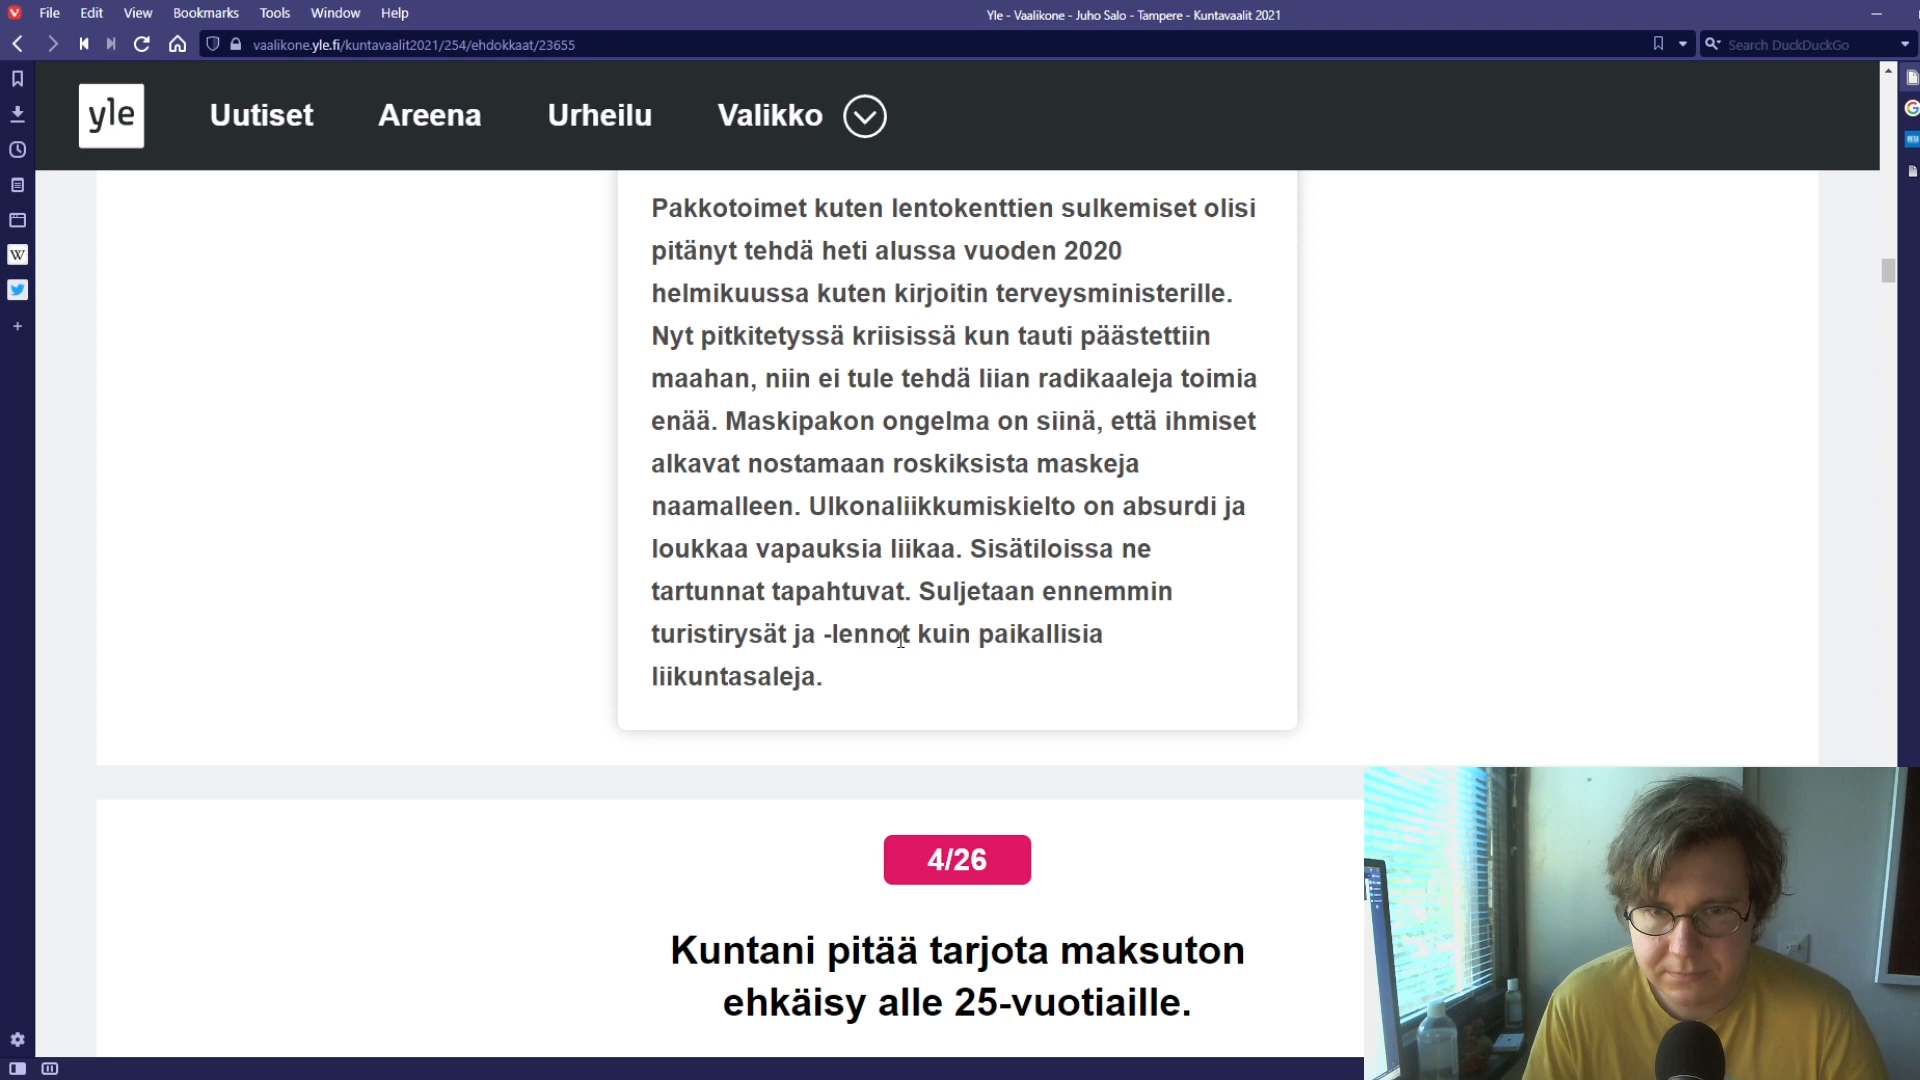 File Edit View Bookmarks Tools Window Help
Yle - Vaalikone - Juho Salo - Tampere - Kuntavaalit 2021
vaalikone.yle.fi/kuntavaalit2021/254/ehdokkaat/23655
Search DuckDuckGo
yle Uutiset Areena Urheilu Valikko
W
Pakkotoimet kuten lentokenttien sulkemiset olisi
pitänyt tehdä heti alussa vuoden 2020
helmikuussa kuten kirjoitin terveysministerille.
Nyt pitkitetyssä kriisissä kun tauti päästettiin
maahan, niin ei tule tehdä liian radikaaleja toimia
enää. Maskipakon ongelma on siinä, että ihmiset
alkavat nostamaan roskiksista maskeja
naamalleen. Ulkonaliikkumiskielto on absurdi ja
loukkaa vapauksia liikaa. Sisätiloissa ne
tartunnat tapahtuvat. Suljetaan ennemmin
turistirysät ja -lennot kuin paikallisia
liikuntasaleja.
4/26
Kuntani pitää tarjota maksuton
ehkäisy alle 25-vuotiaille.